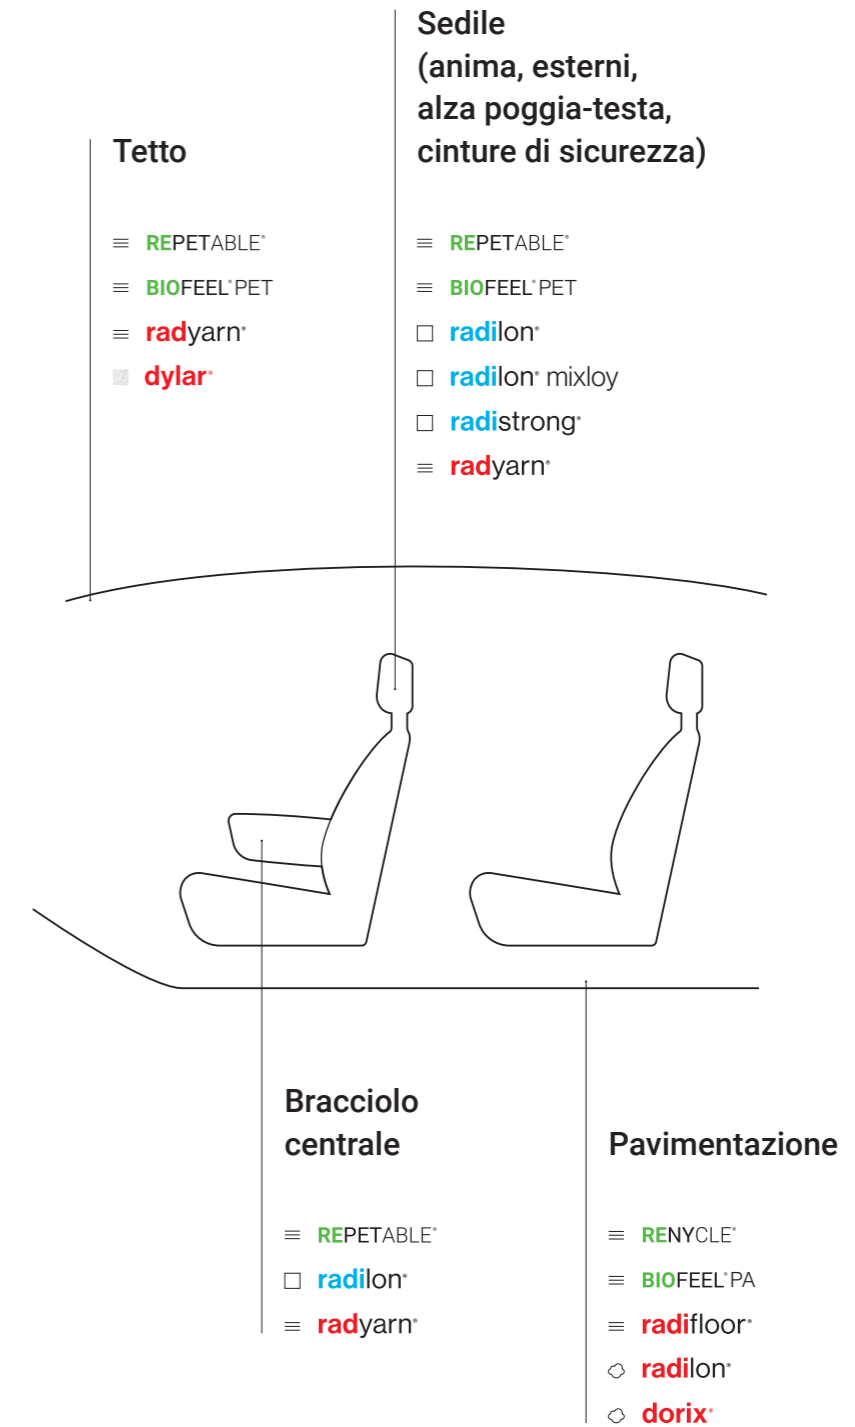 Sedile
(anima, esterni,
alza poggia-testa,
cinture di sicurezza)
REPETABLE®
BIOFEEL® PET
radilon®
radilon® mixloy
radistrong®
radyarn®
Tetto
REPETABLE®
BIOFEEL® PET
radyarn®
dylar®
Bracciolo
centrale
REPETABLE®
radilon®
radyarn®
Pavimentazione
RENYCLE®
BIOFEEL® PA
radifloor®
radilon®
dorix®